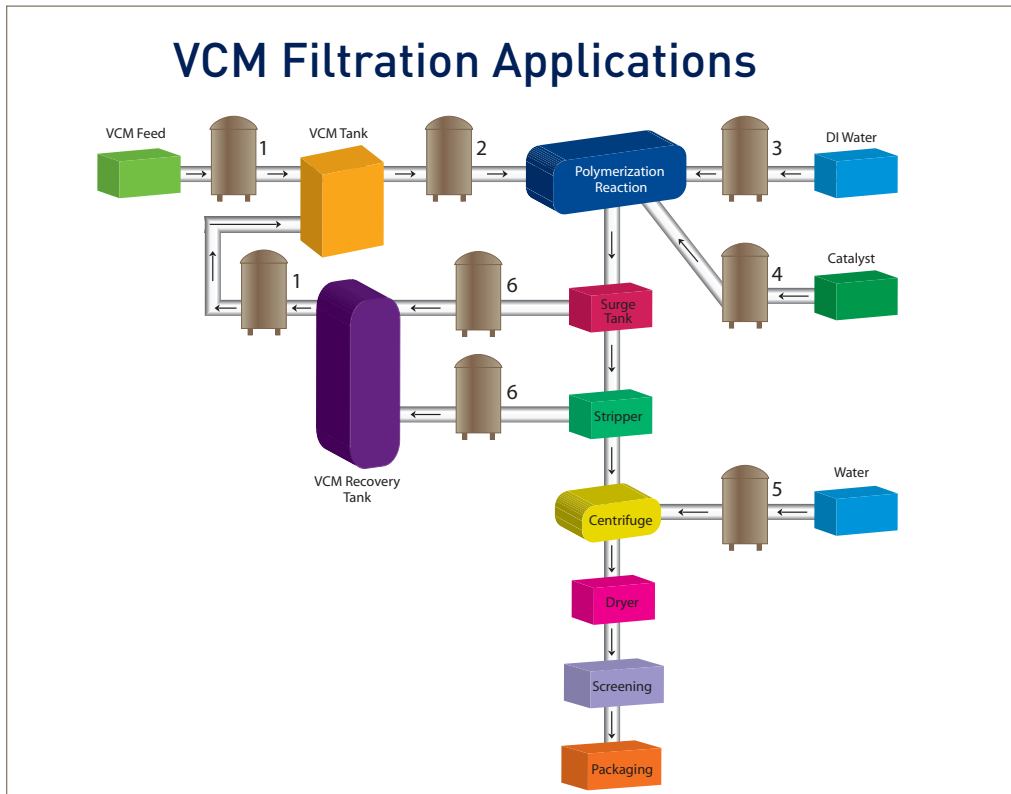 VCM Filtration Applications
VCM Feed
1
VCM Tank
2
Polymerization
Reaction
3
DI Water
4
Catalyst
1
6
Surge
Tank
6
Stripper
VCM Recovery
Tank
Centrifuge
5
Water
Dryer
Screening
Packaging